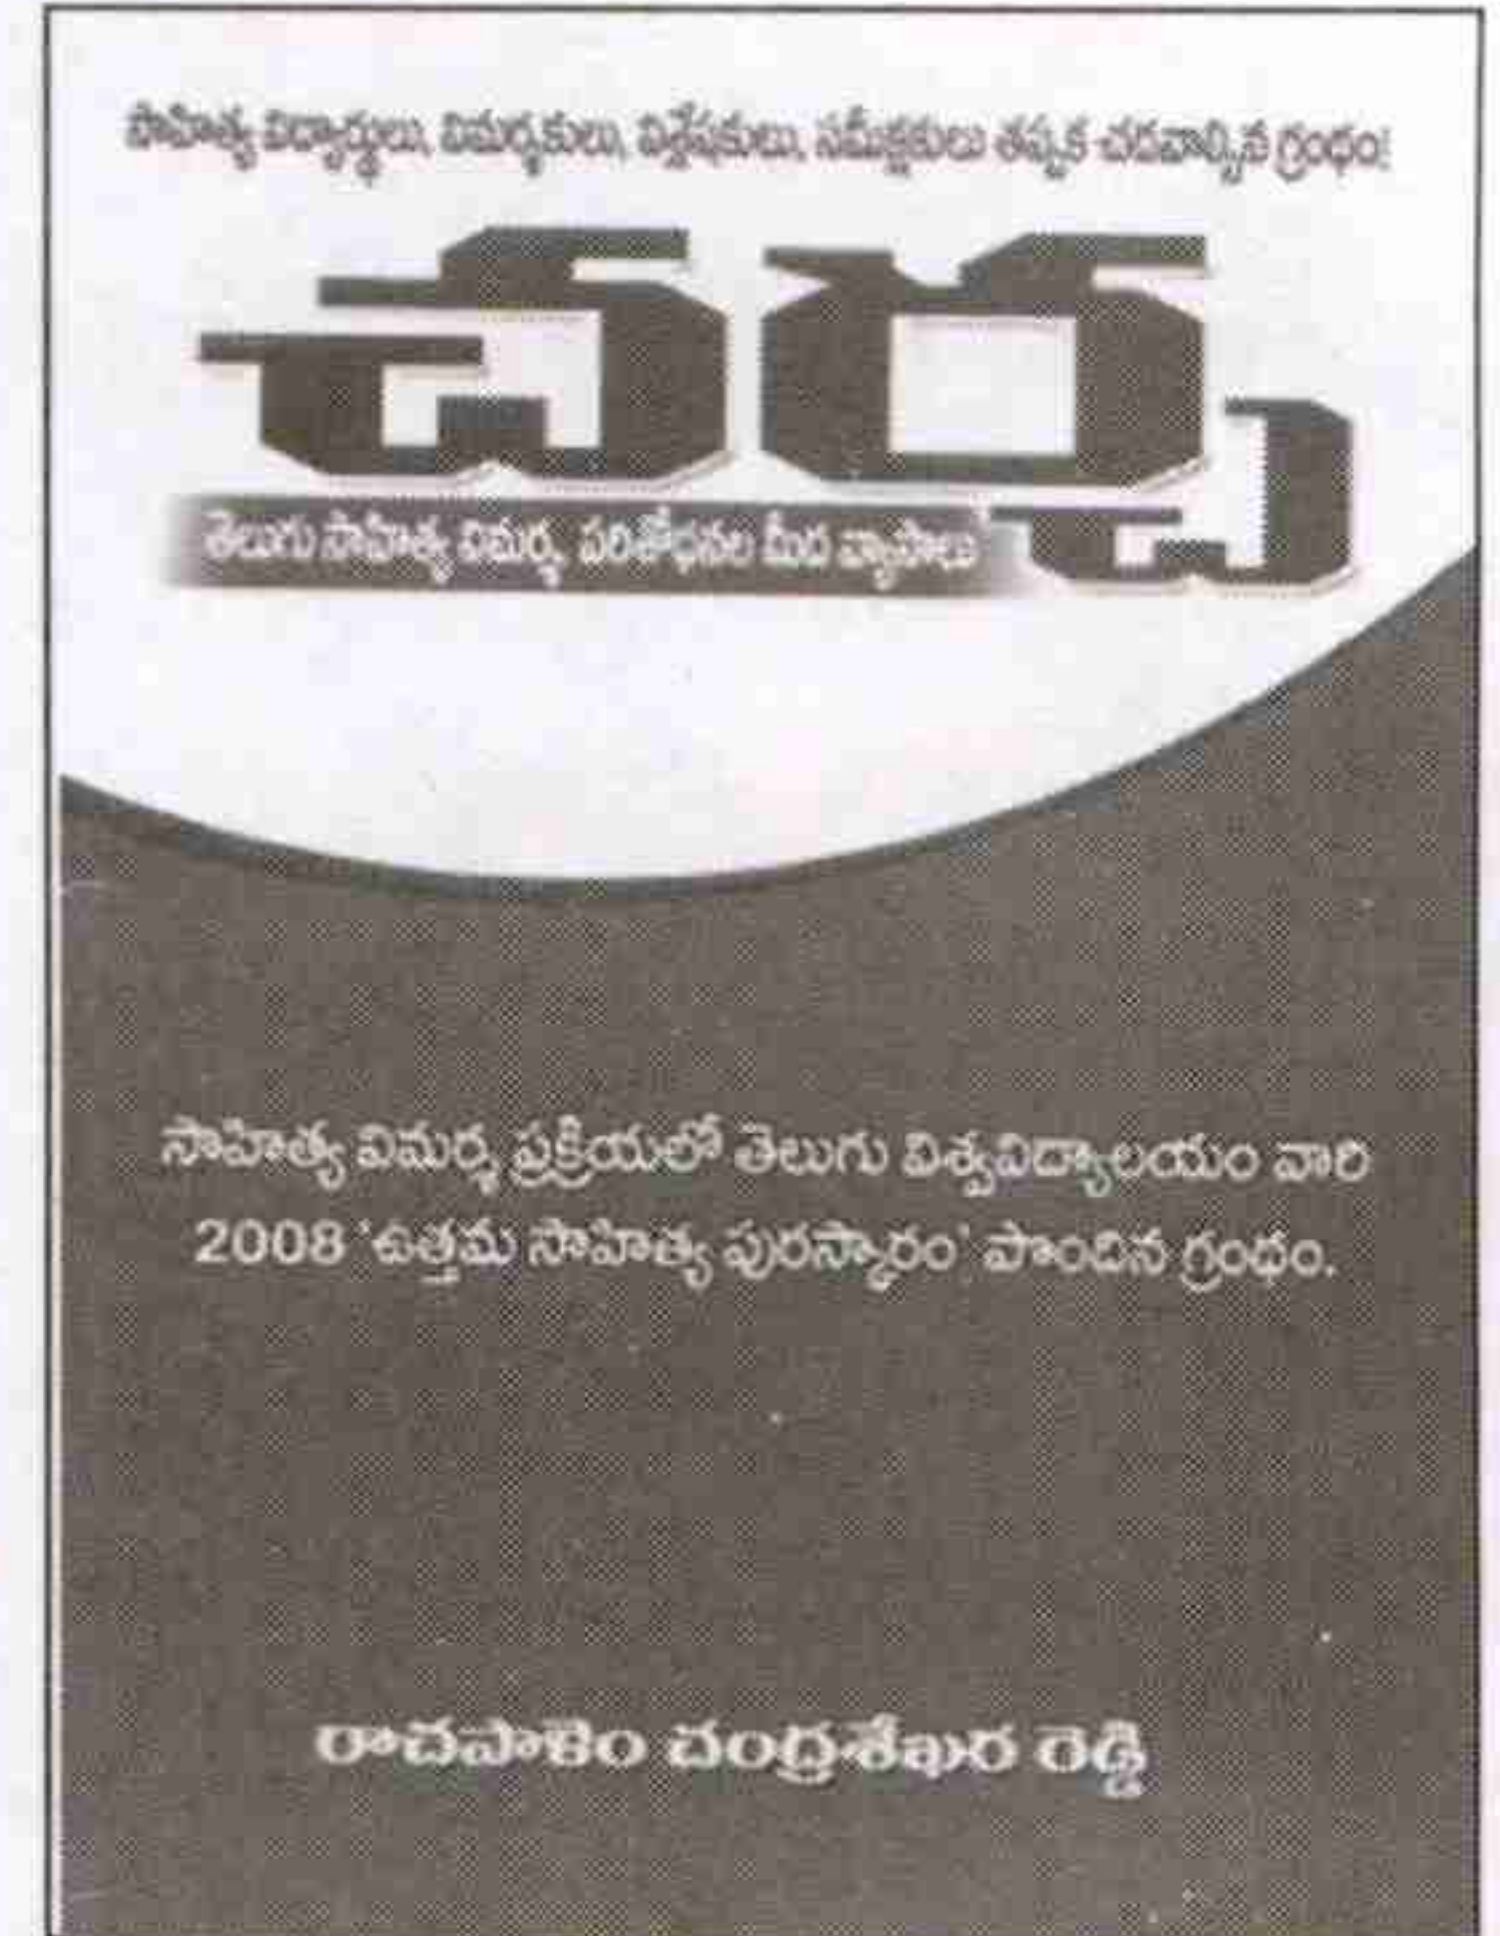 సాహిత్య విద్యార్థులు, విమర్శకులు, విశ్లేషకులు, సమీక్షకులు తప్పక చదవాల్సిన గ్రంథం!
చర్చ
తెలుగు సాహిత్య విమర్శ, పరిశోధనల మీద వ్యాసాలు
సాహిత్య విమర్శ ప్రక్రియలో తెలుగు విశ్వవిద్యాలయం వారి
2008 'ఉత్తమ సాహిత్య పురస్కారం' పొందిన గ్రంథం.
రాచపాళెం చంద్రశేఖర రెడ్డి